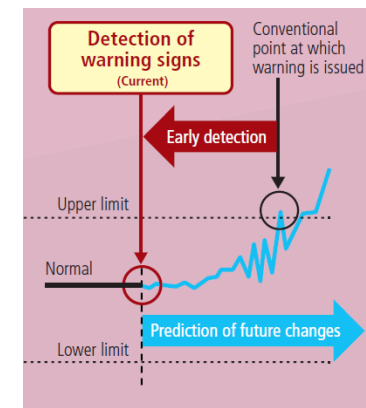 Detection of
warning signs
(Current)
Conventional
point at which
warning is issued
Early detection
Upper limit
Normal
Prediction of future changes
Lower limit